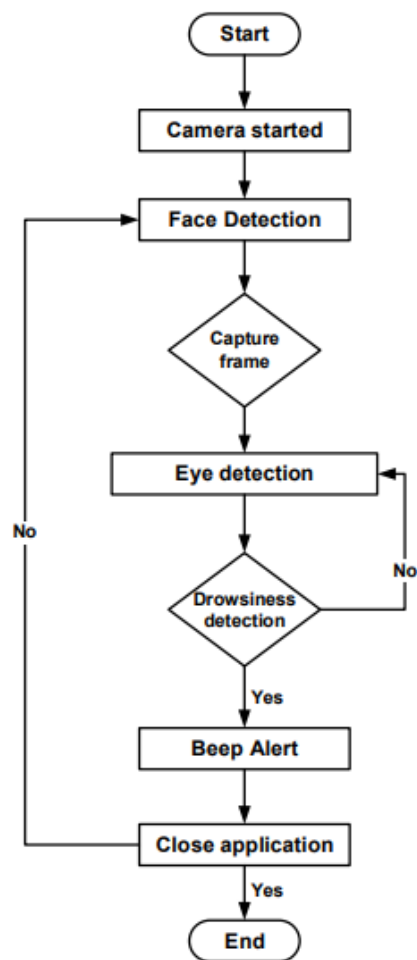 Start
Camera started
Face Detection
Capture
frame
Eye detection
No
No
Drowsiness
detection
Yes
Beep Alert
Close application
Yes
End